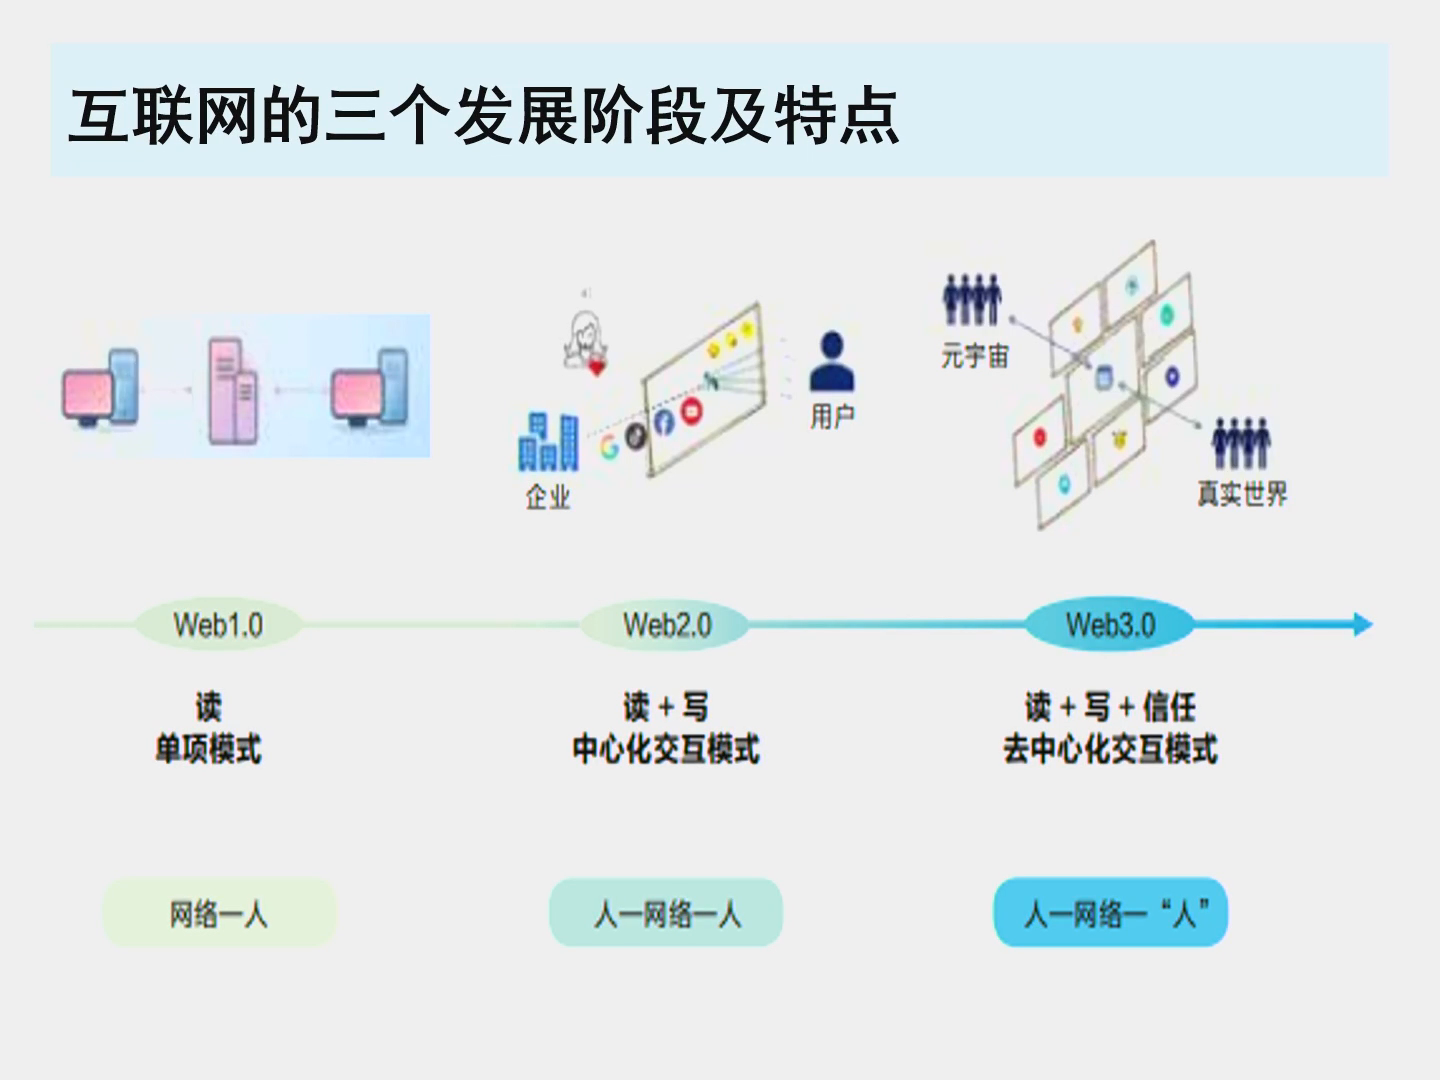 互联网的三个发展阶段及特点
元宇宙
用户
企业
真实世界
Web1.0
Web2.0
Web3.0
读
单项模式
读 + 写
中心化交互模式
读 + 写 + 信任
去中心化交互模式
网络一人
人一网络一人
人一网络一“人”